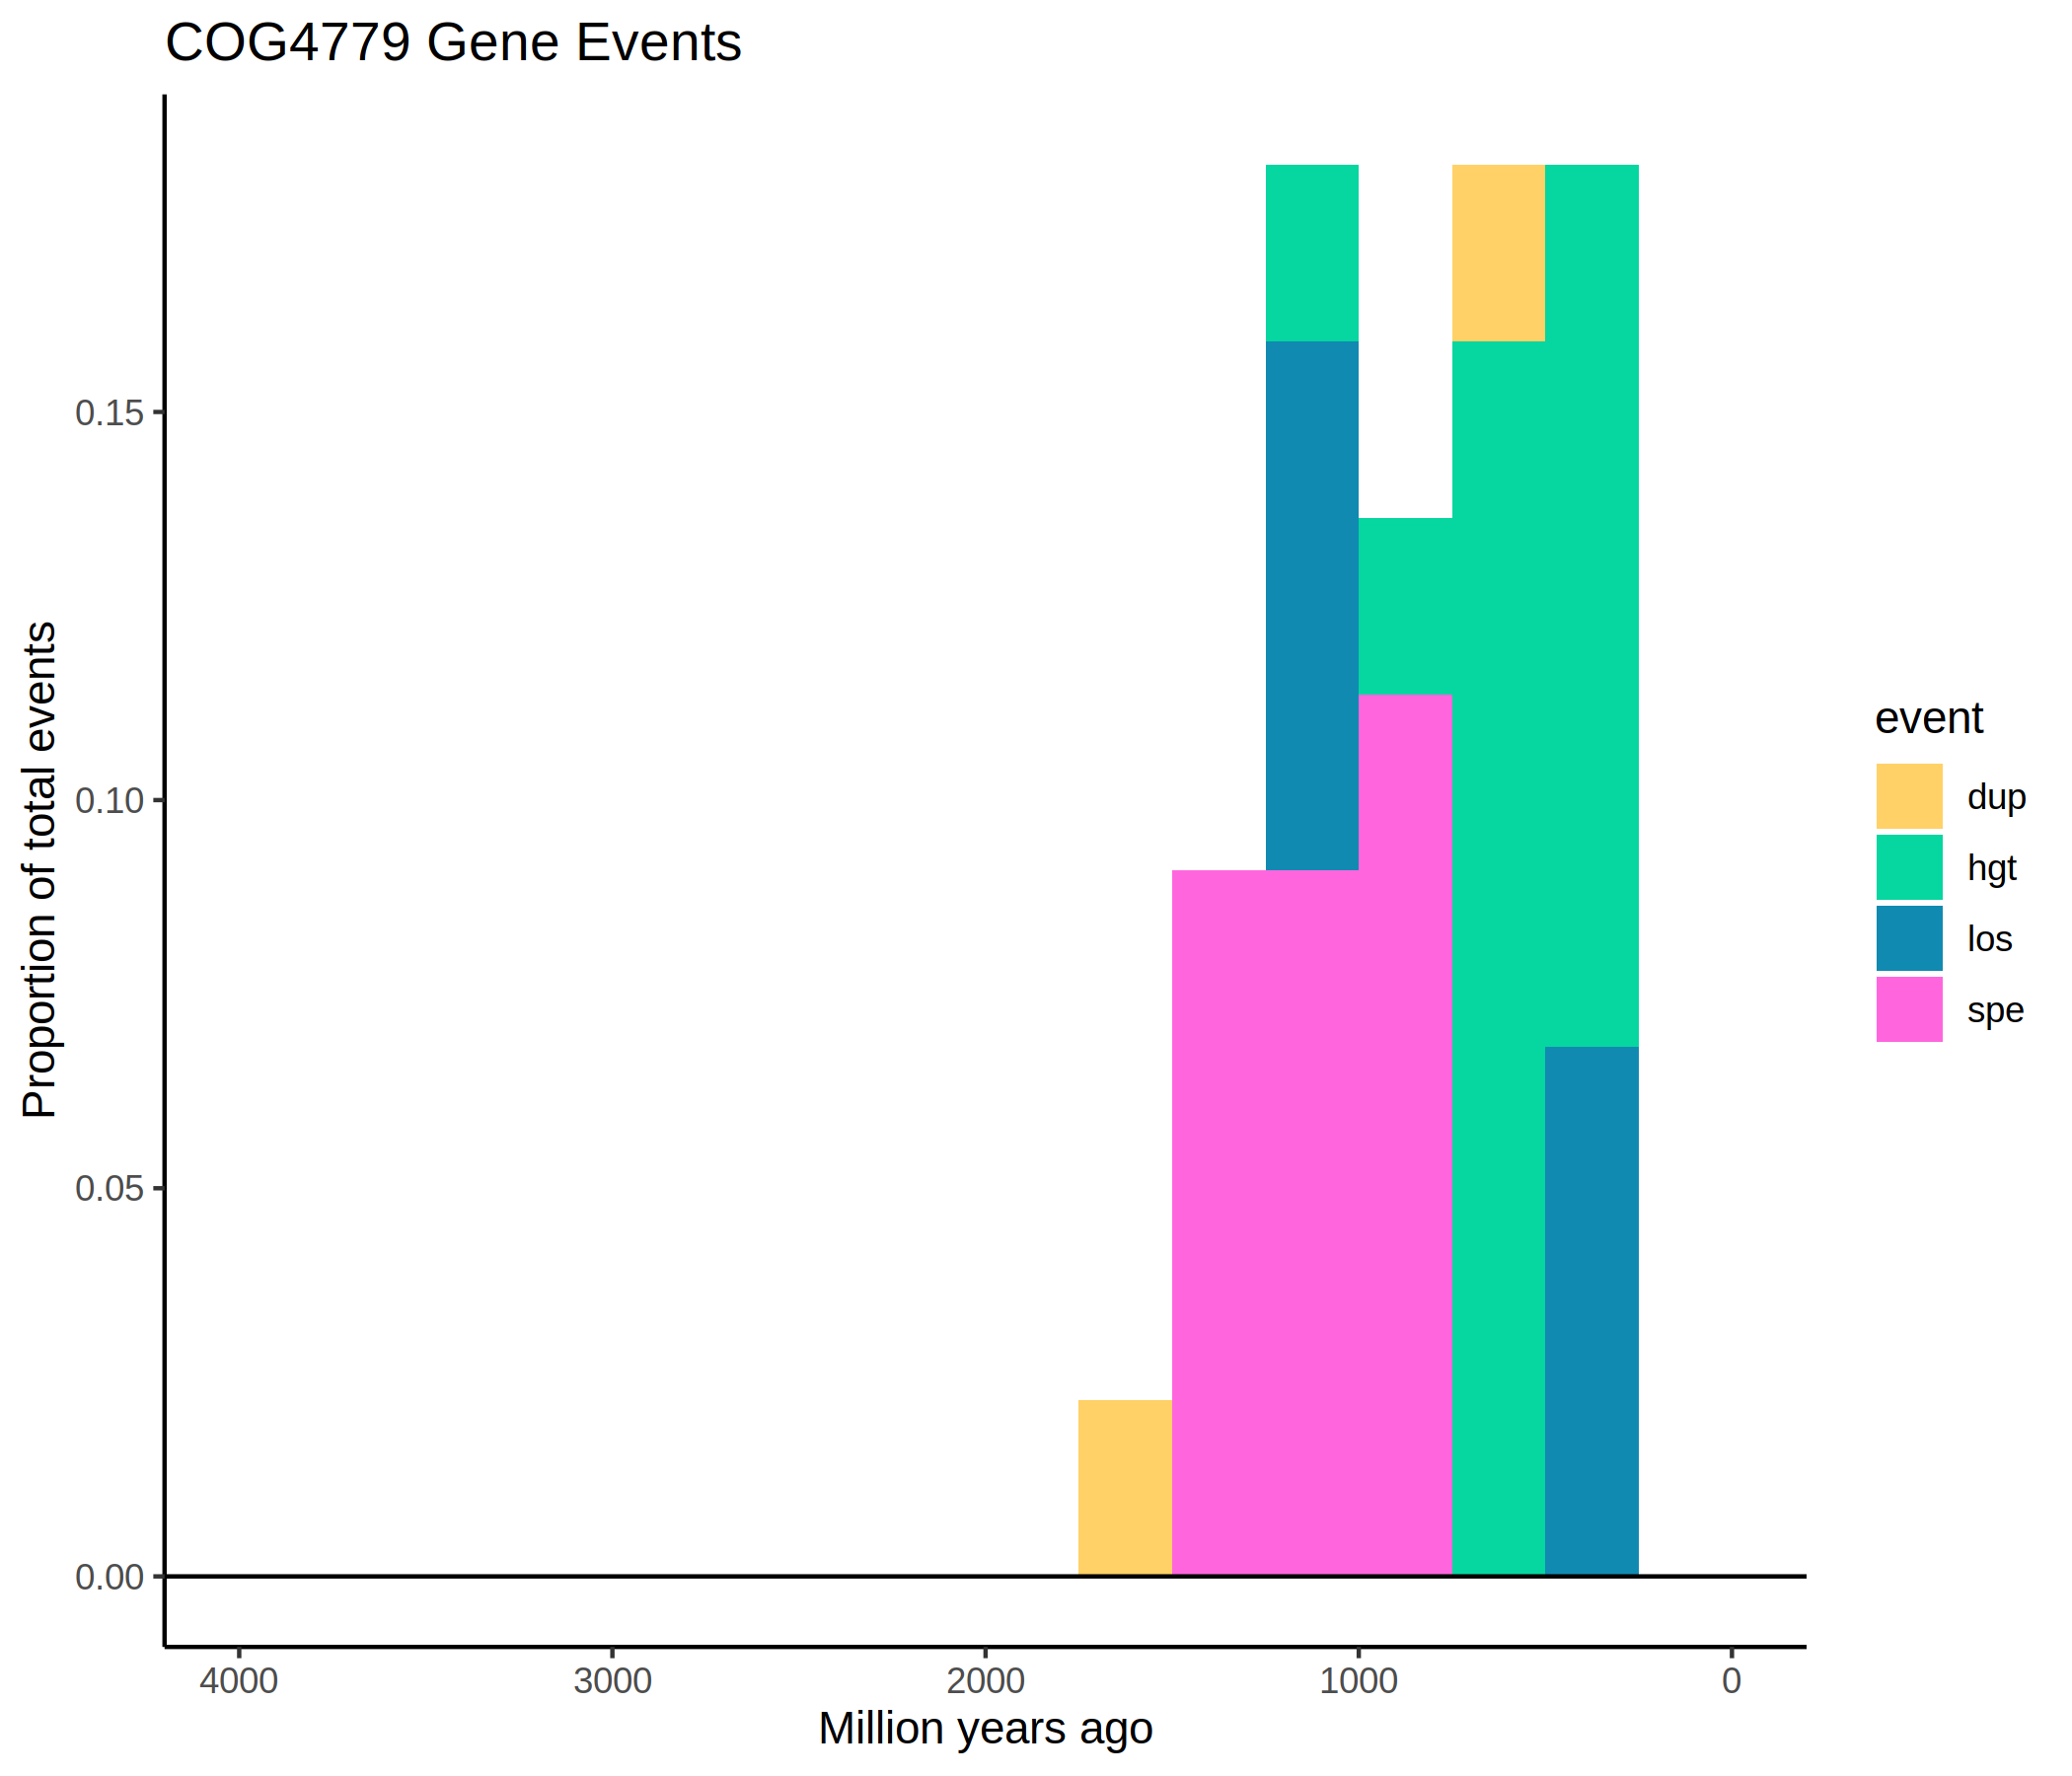 COG4779 Gene Events
Proportion of total events
0.15
0.10
0.05
0.00
4000 3000 2000 1000 0
Million years ago
event
dup
hgt
los
spe